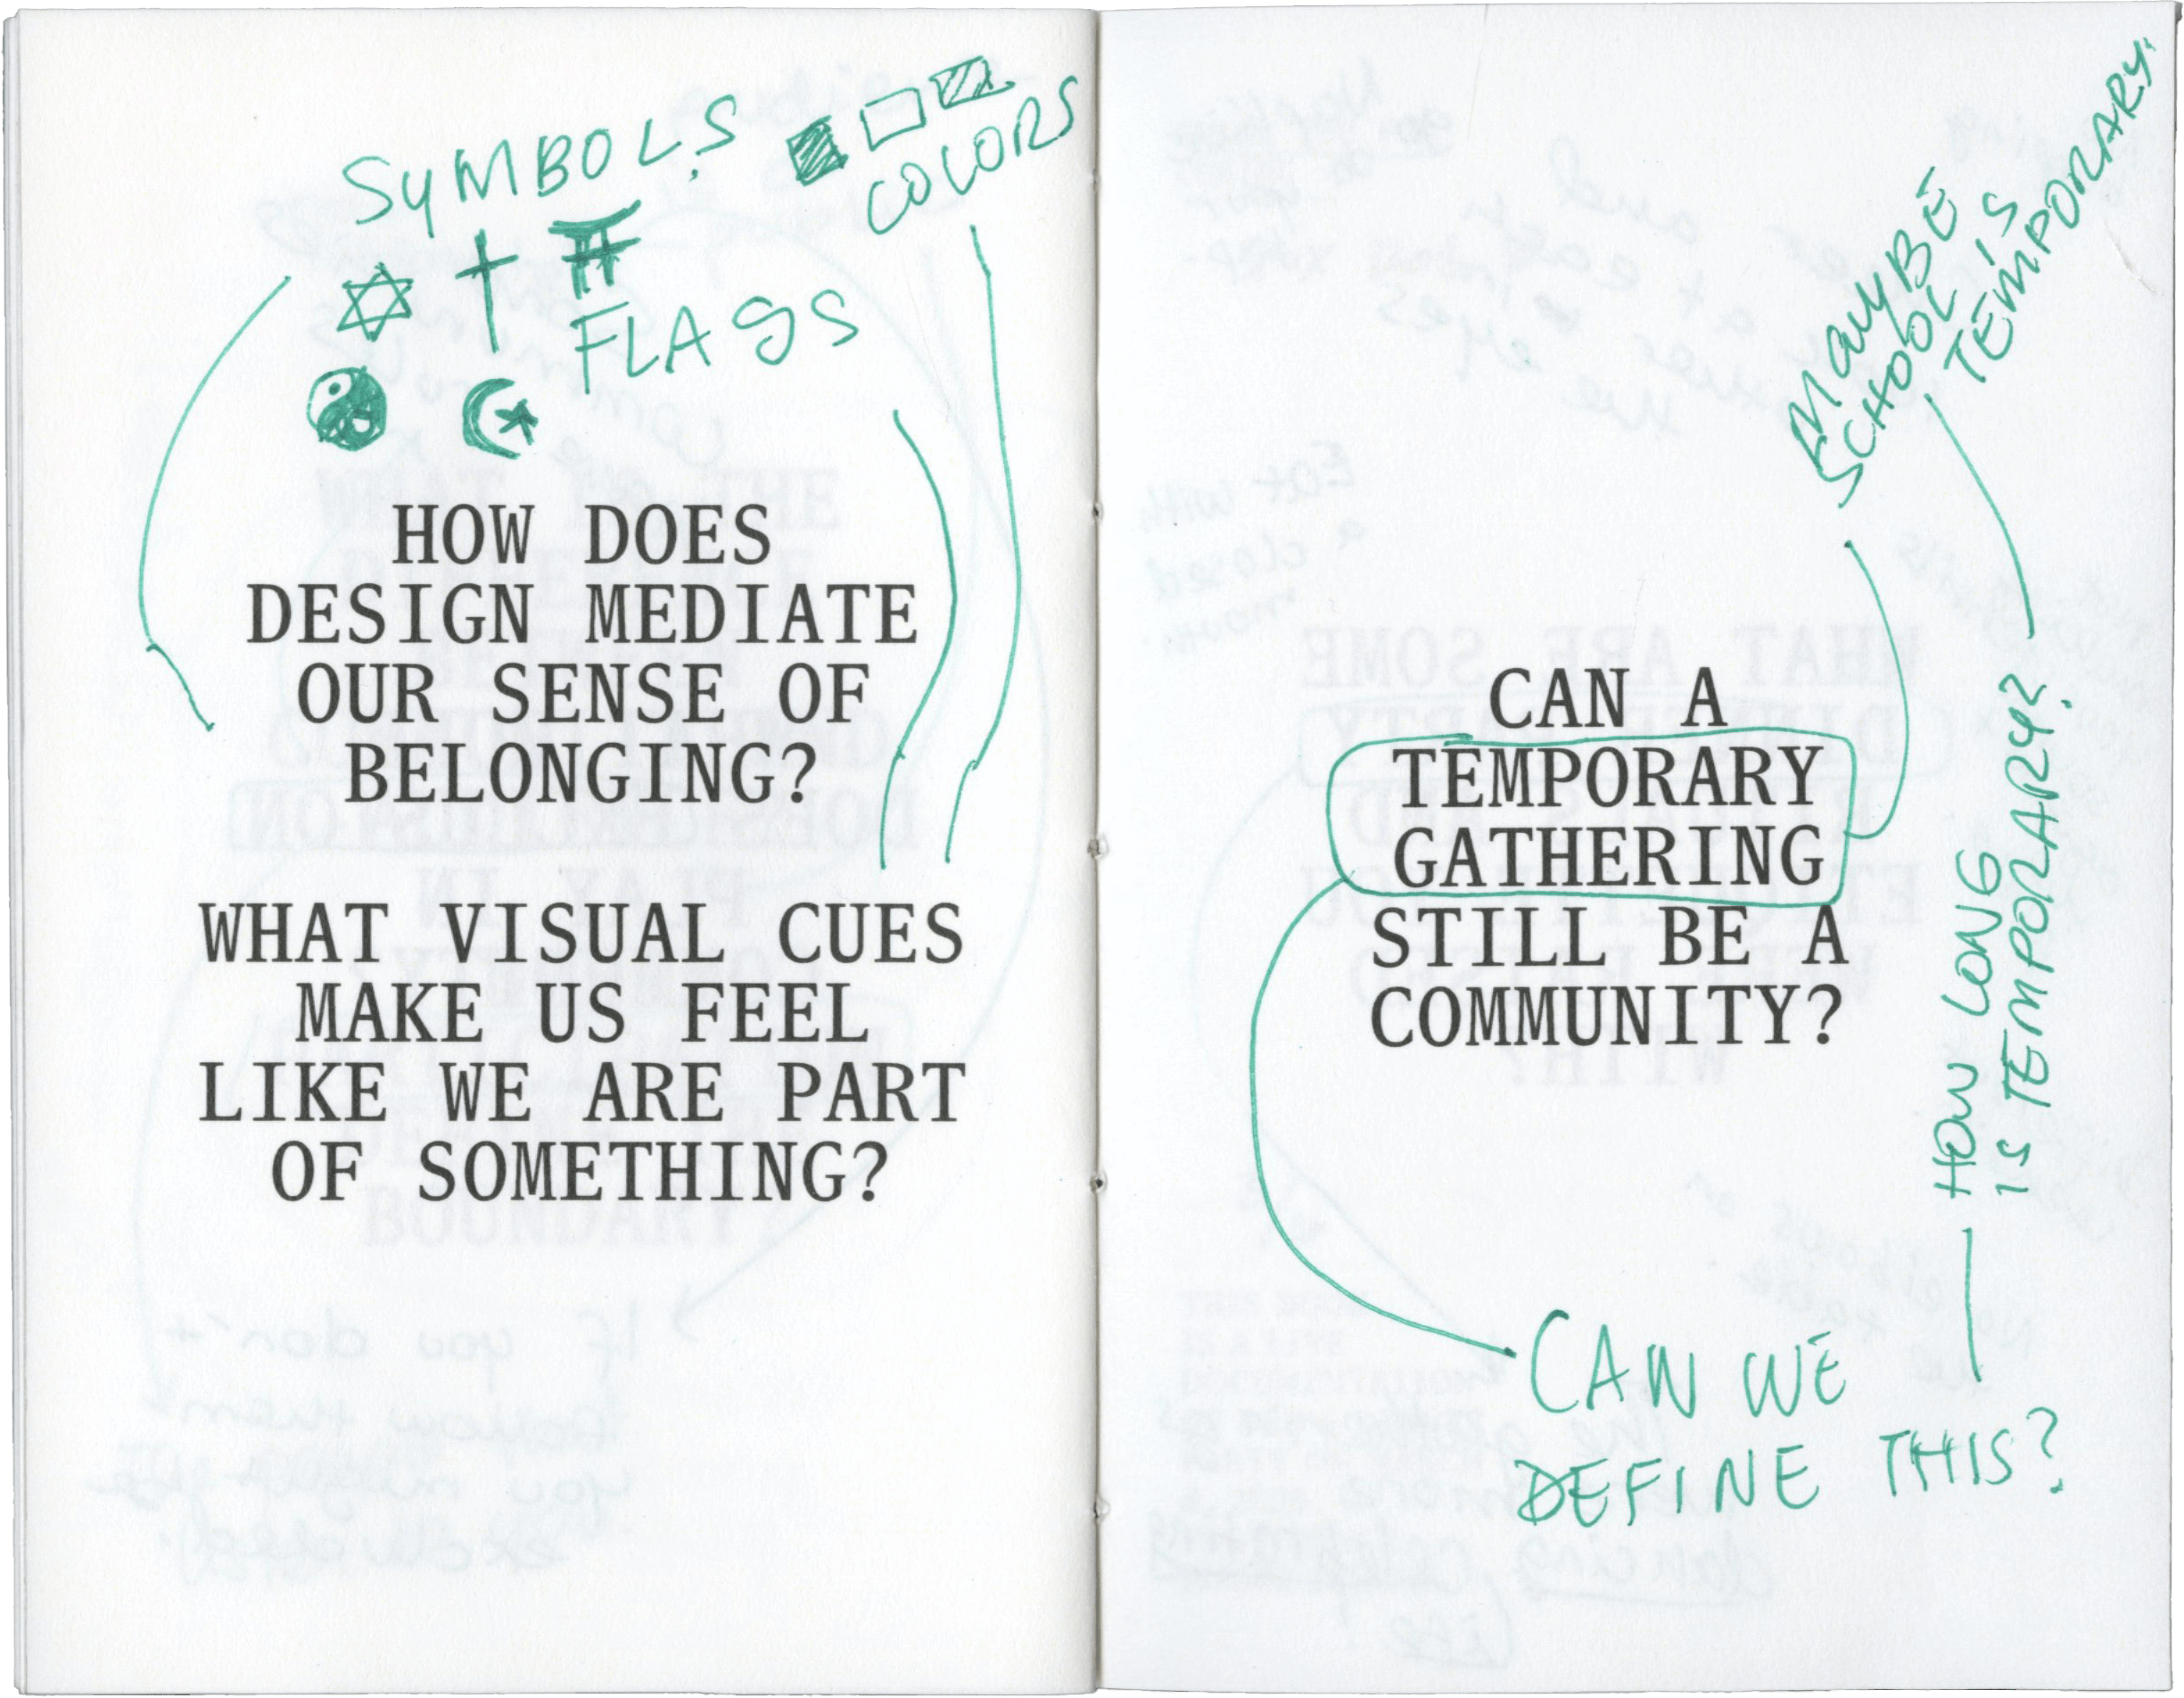 SYMBOLS
COLORS
FLAGS
HOW DOES
DESIGN MEDIATE
OUR SENSE OF
BELONGING?
WHAT VISUAL CUES
MAKE US FEEL
LIKE WE ARE PART
OF SOMETHING?
MAYBE
SCHOOL IS
TEMPORARY.
CAN A
TEMPORARY
GATHERING
STILL BE A
COMMUNITY?
HOW LONG
IS TEMPORARY?
CAN WE
DEFINE THIS?